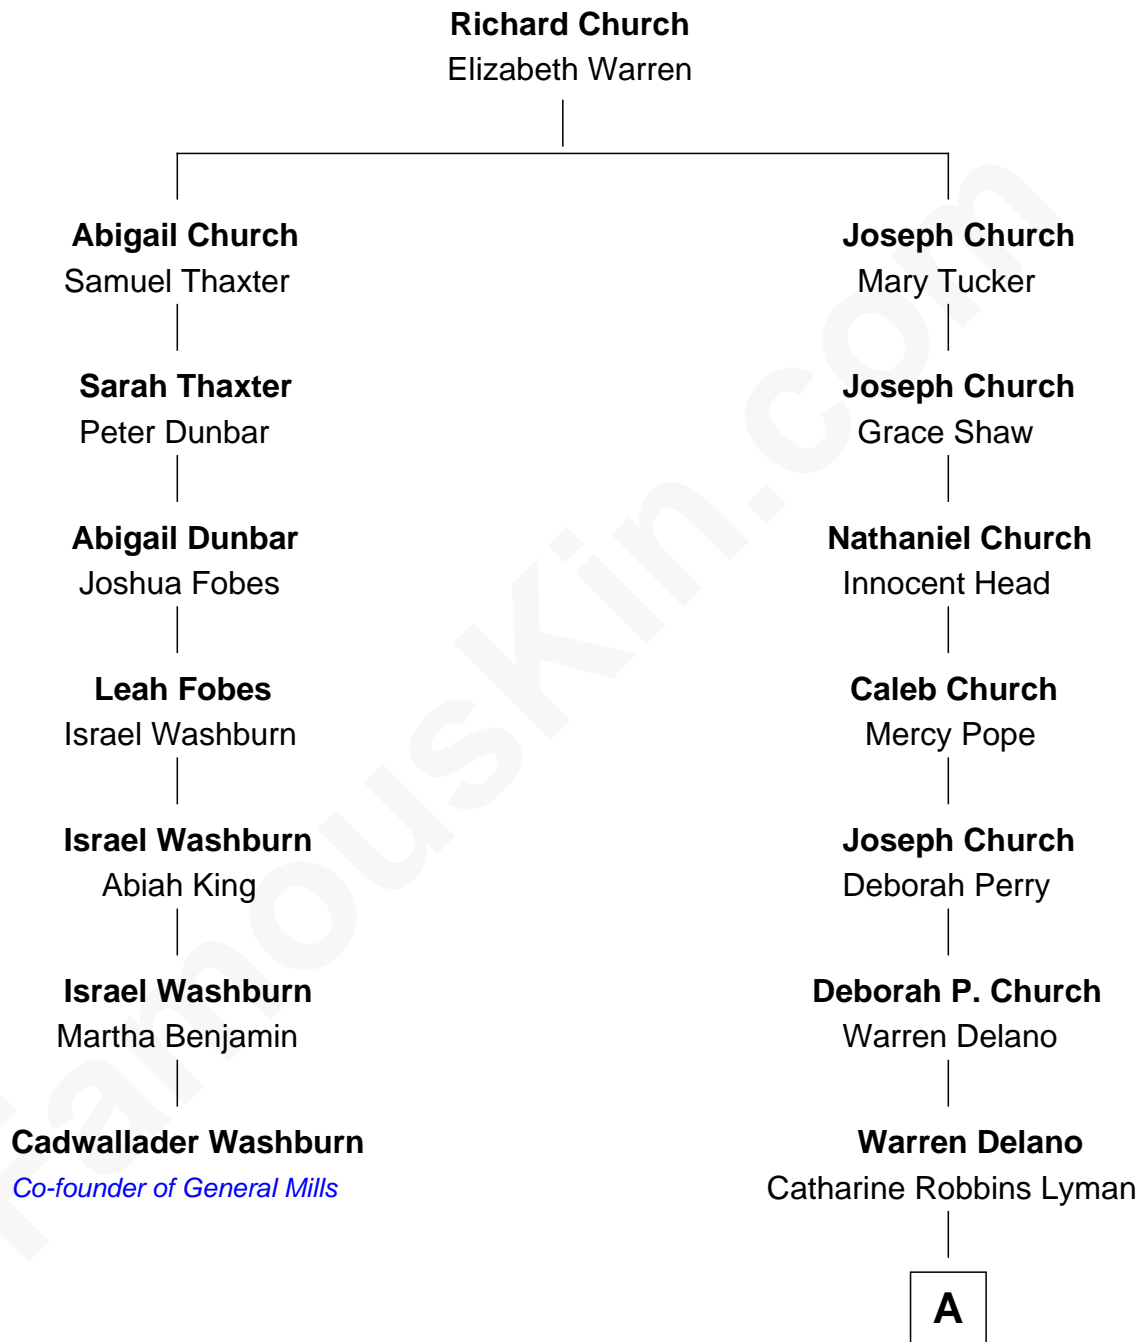 Richard Church
Elizabeth Warren
Abigail Church
Samuel Thaxter
Joseph Church
Mary Tucker
Sarah Thaxter
Peter Dunbar
Joseph Church
Grace Shaw
Abigail Dunbar
Joshua Fobes
Nathaniel Church
Innocent Head
Leah Fobes
Israel Washburn
Caleb Church
Mercy Pope
Israel Washburn
Abiah King
Joseph Church
Deborah Perry
Israel Washburn
Martha Benjamin
Deborah P. Church
Warren Delano
Cadwallader Washburn
Co-founder of General Mills
Warren Delano
Catharine Robbins Lyman
A
FamousKin.com